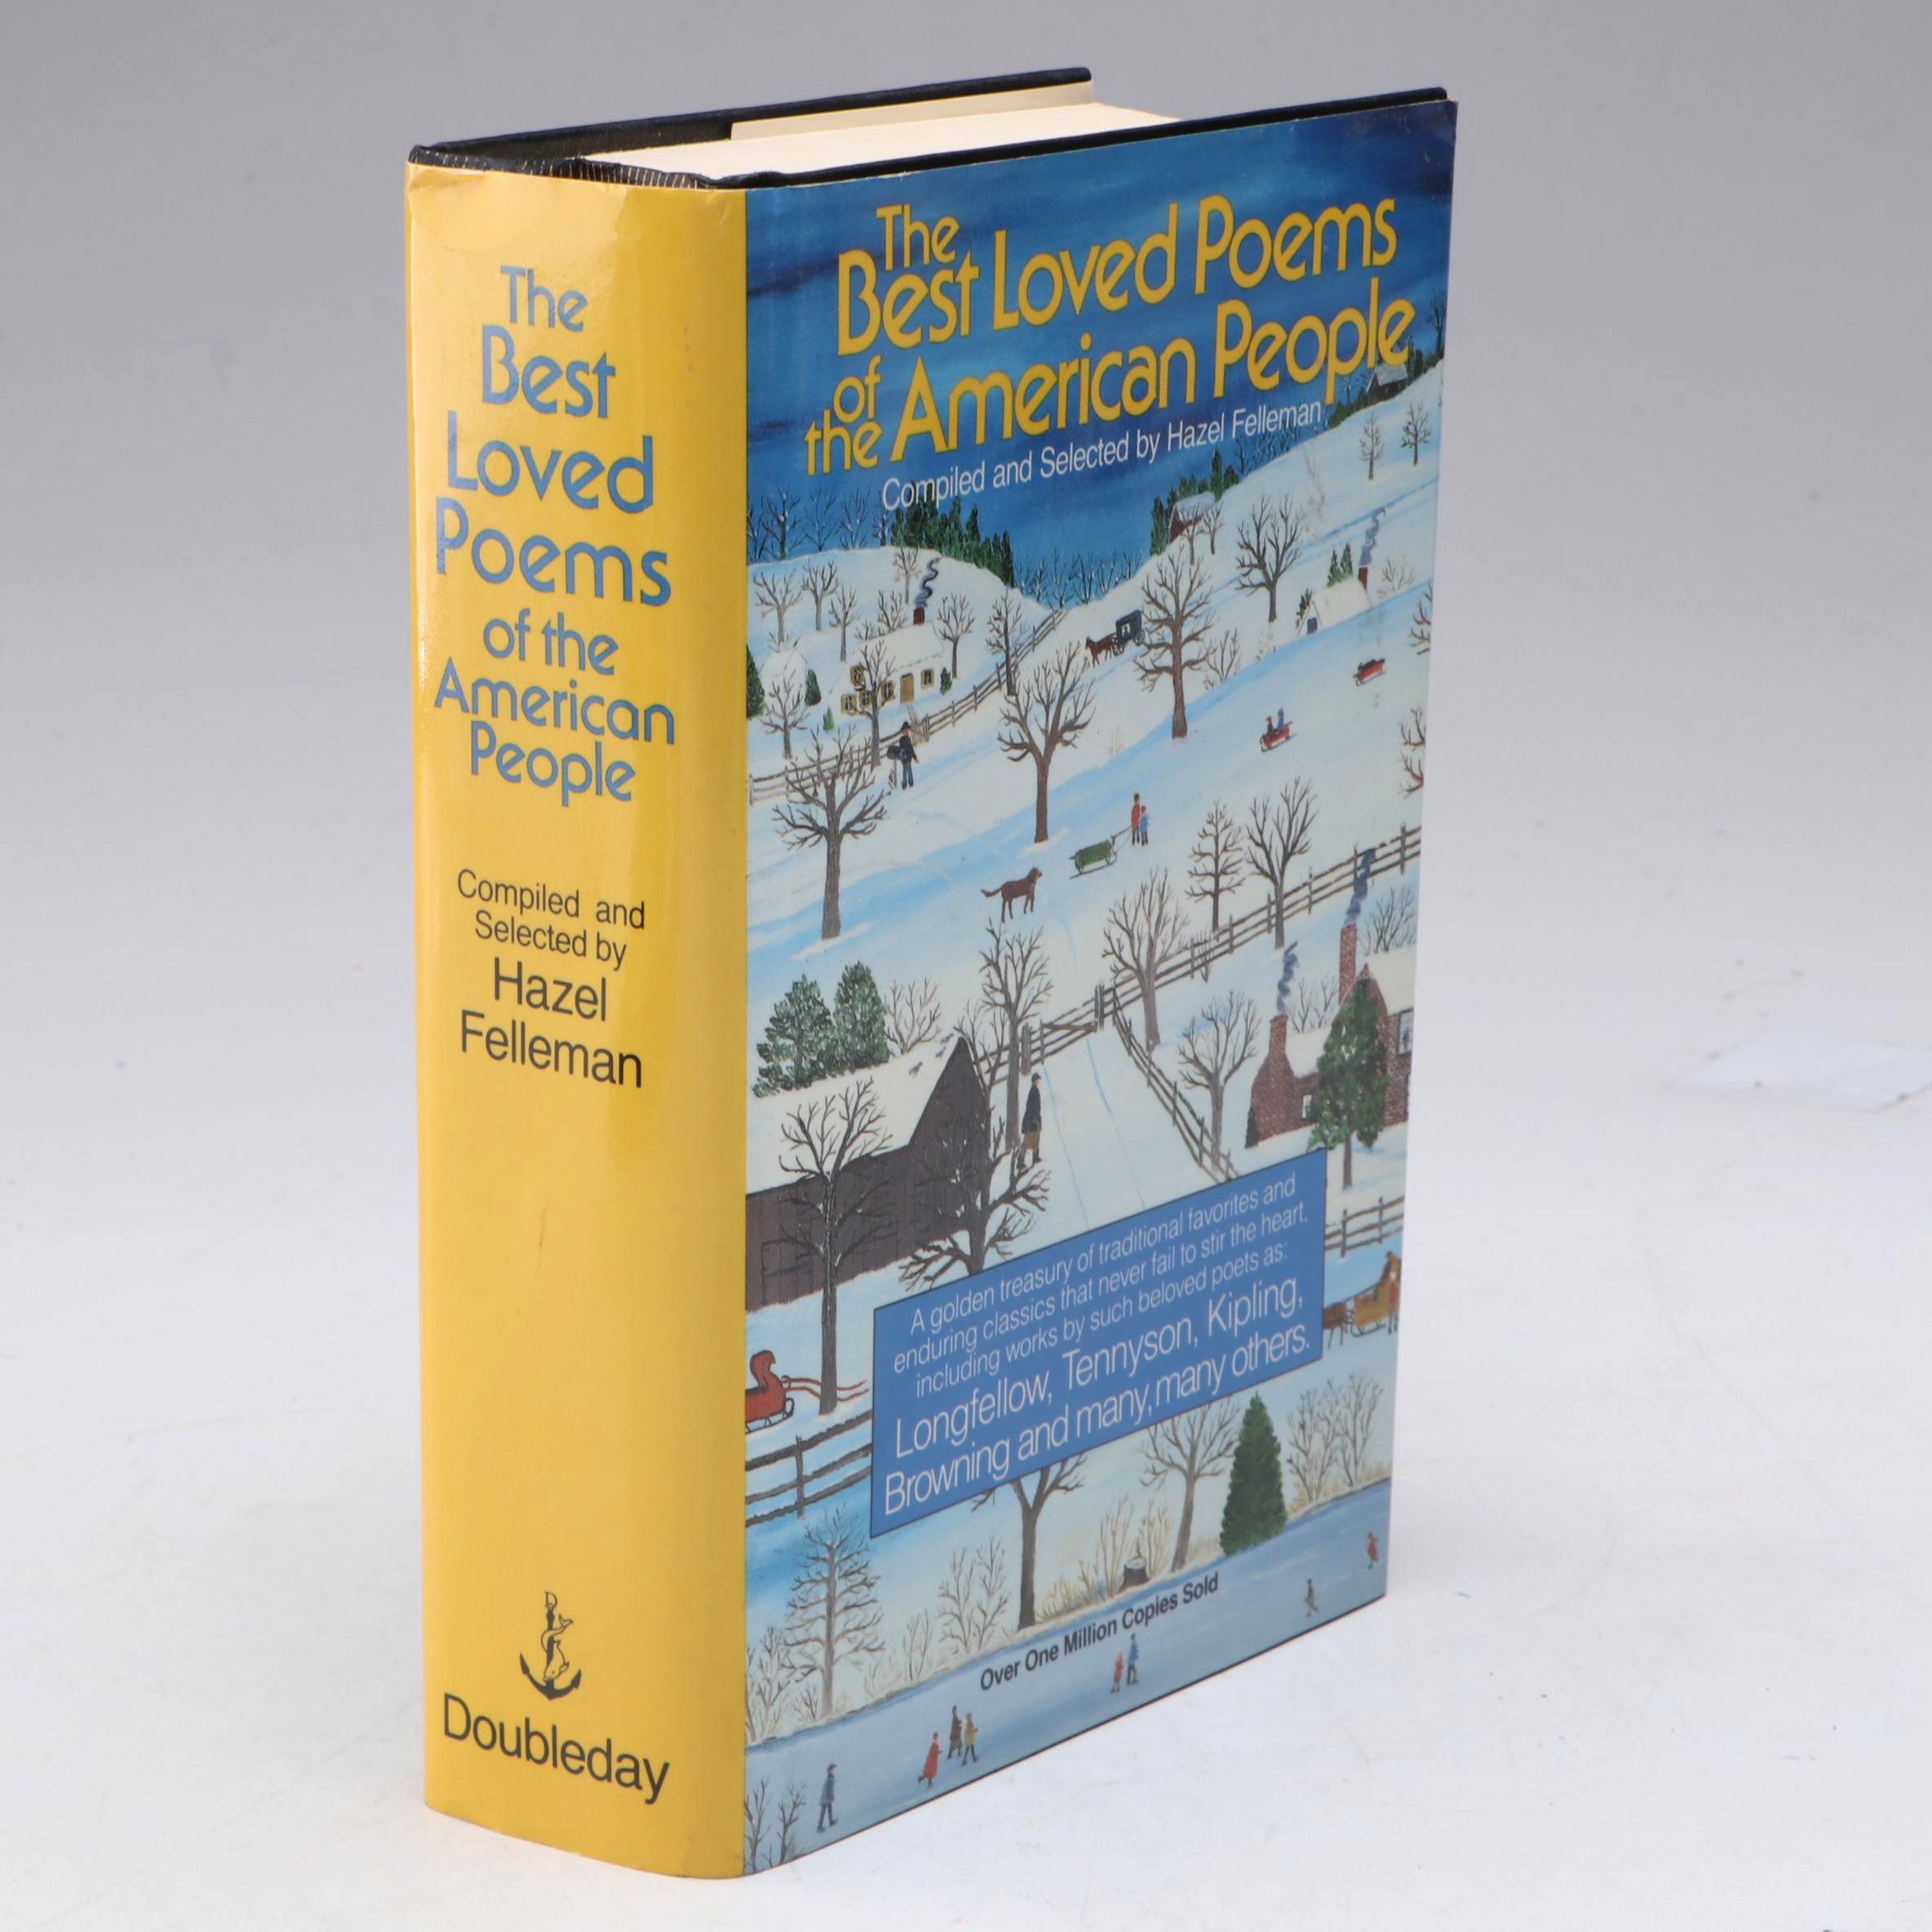 The
Best
Loved
Poems
of the
American
People
Compiled and
Selected by
Hazel
Felleman
D
Doubleday
The
Best Loved Poems
of
the American People
Compiled and Selected by Hazel Felleman
A golden treasury of traditional favorites and
enduring classics that never fail to stir the heart,
including works by such beloved poets as:
Longfellow, Tennyson, Kipling,
Browning and many, many others.
Over One Million Copies Sold